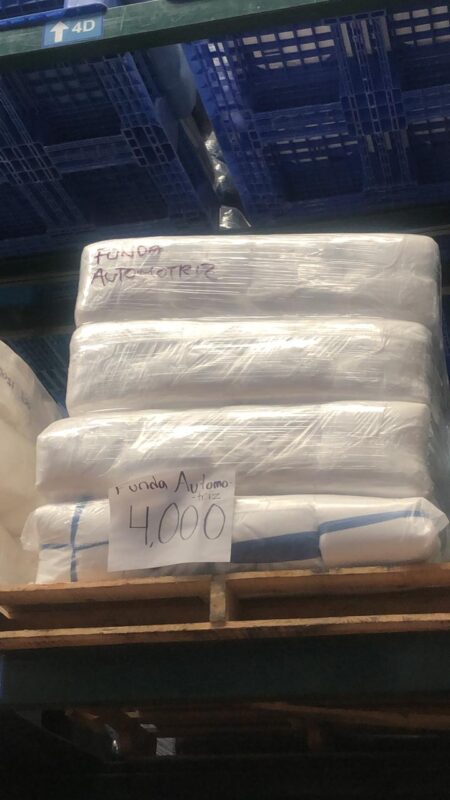 ↑ 4D
FUNDA
AUTOMOTRIZ
Funda Automo-
triz
4,000